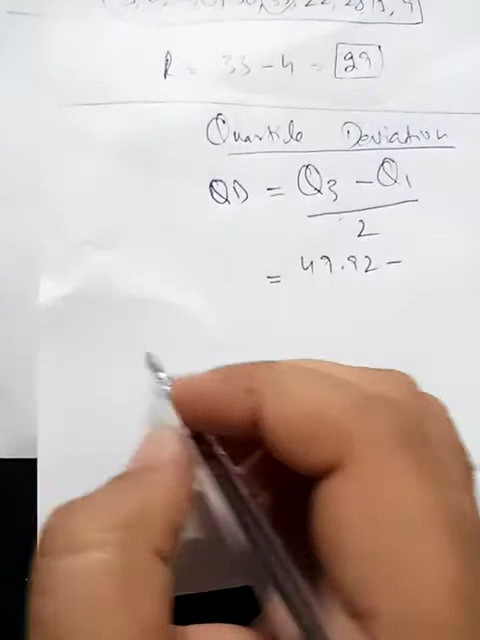 R = 33 - 4 = 29
Quartile Deviation
QD = Q3 - Q1
2
= 49.92 -